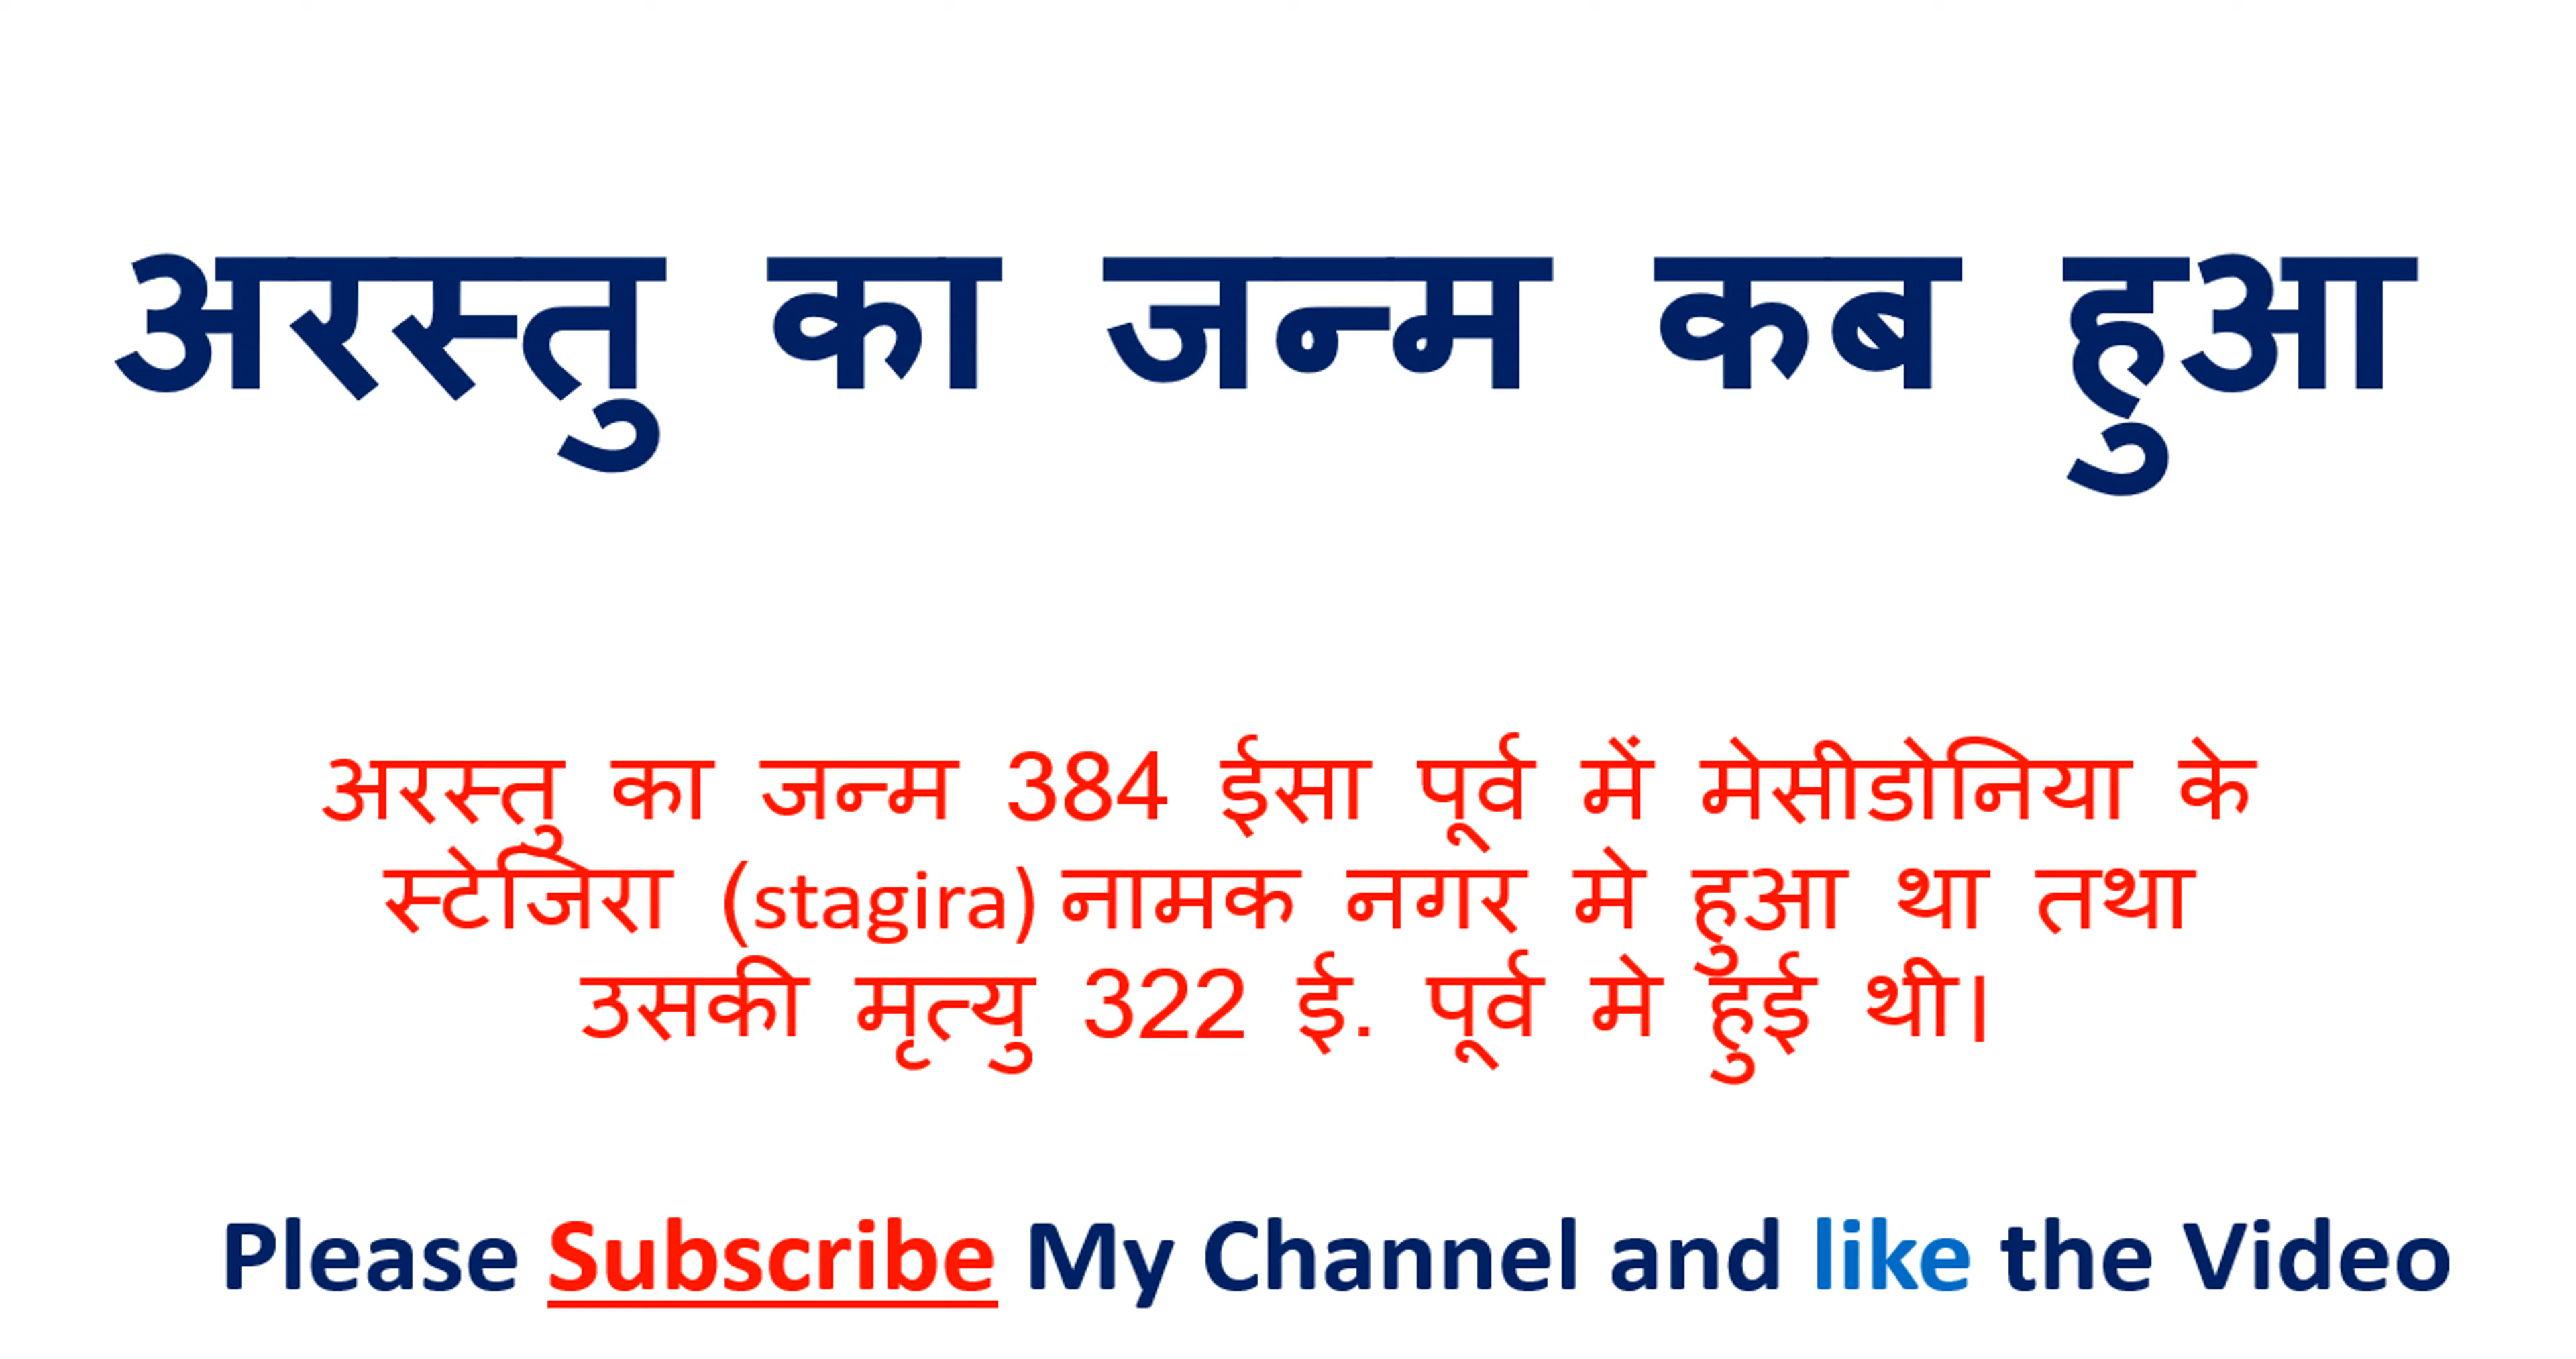 अरस्तु का जन्म कब हुआ
अरस्तु का जन्म 384 ईसा पूर्व में मेसीडोनिया के
स्टेजिरा (stagira) नामक नगर मे हुआ था तथा
उसकी मृत्यु 322 ई. पूर्व मे हुई थी।
Please Subscribe My Channel and like the Video